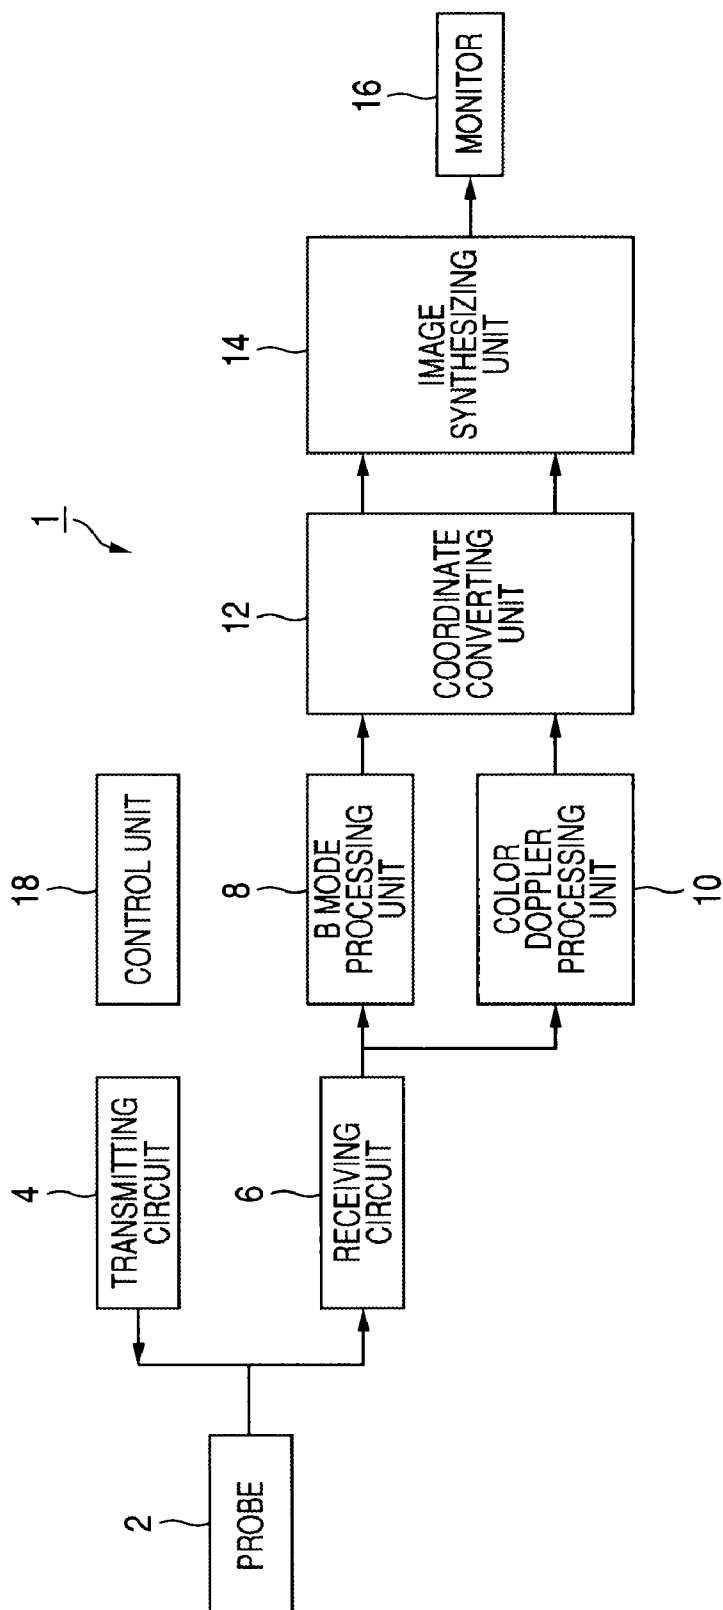 1
2
PROBE
4
TRANSMITTING
CIRCUIT
6
RECEIVING
CIRCUIT
18
CONTROL UNIT
8
B MODE
PROCESSING
UNIT
COLOR
DOPPLER
PROCESSING
UNIT
10
12
COORDINATE
CONVERTING
UNIT
14
IMAGE
SYNTHESIZING
UNIT
16
MONITOR